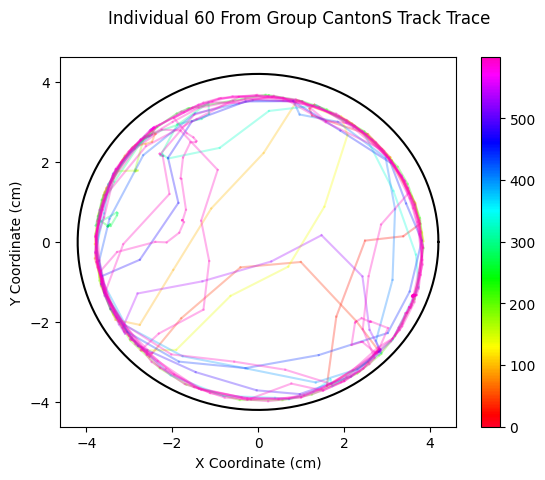 Individual 60 From Group CantonS Track Trace
4
2
0
−2
−4
Y Coordinate (cm)
−4 −2 0 2 4
X Coordinate (cm)
500
400
300
200
100
0